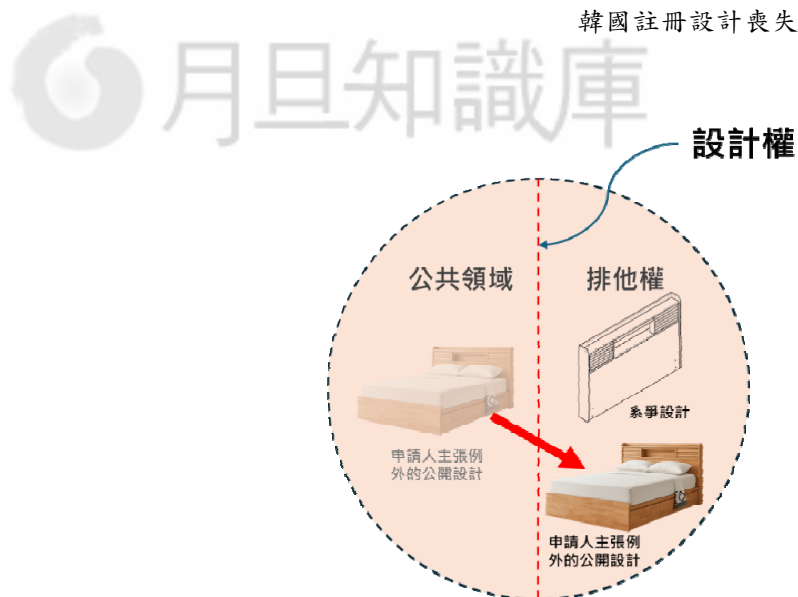 韓國註冊設計喪失
月旦知識庫
設計權
公共領域
排他權
系爭設計
申請人主張例
外的公開設計
申請人主張例
外的公開設計